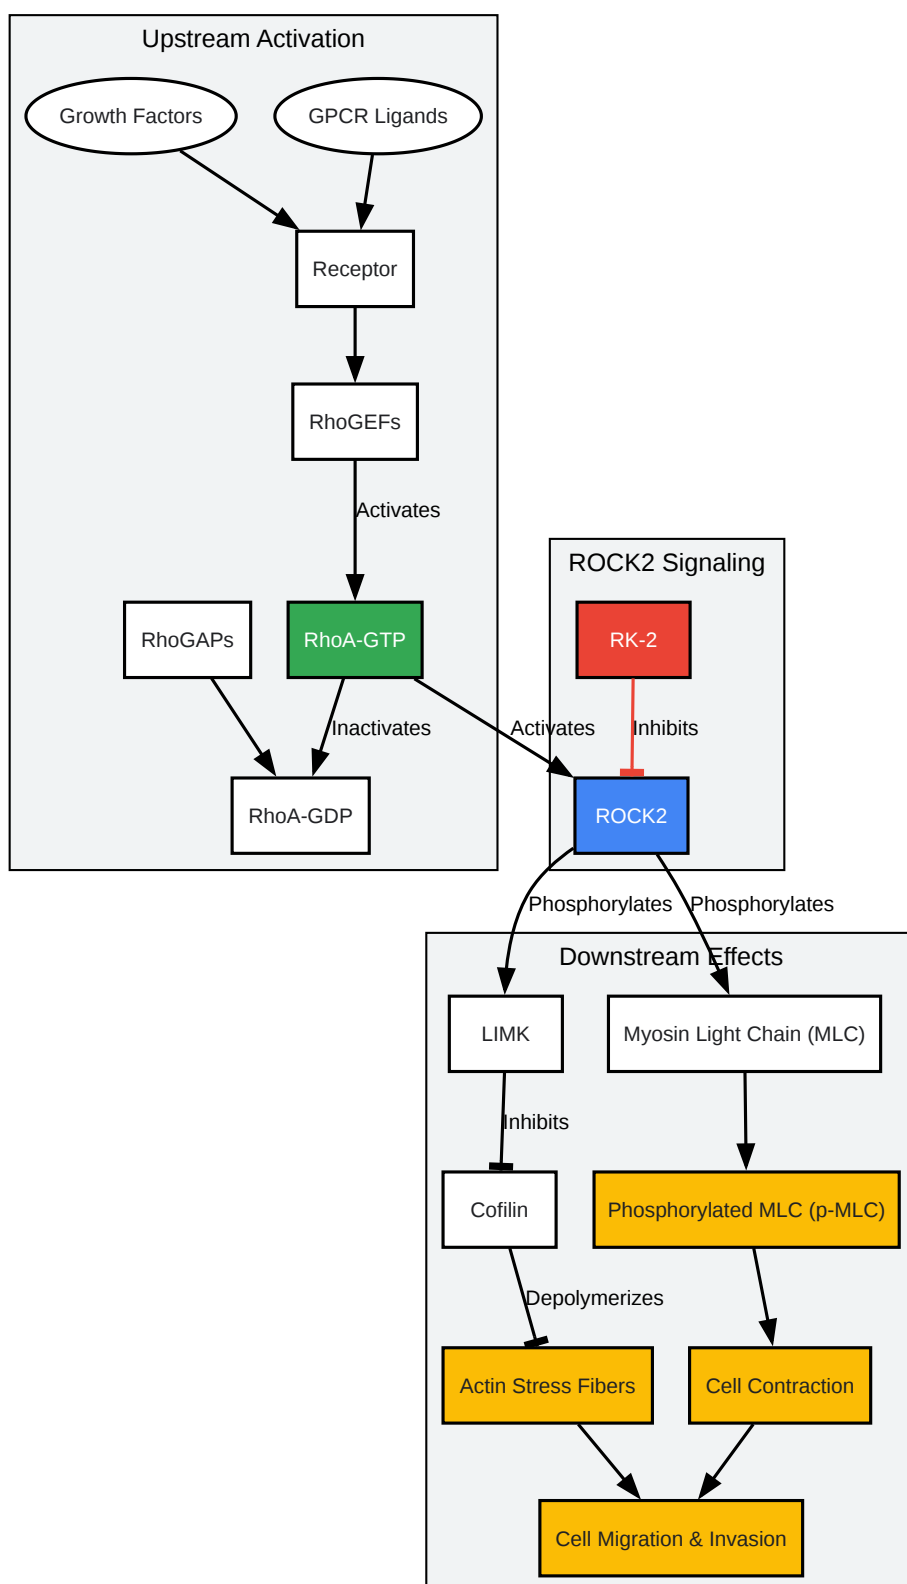 Upstream Activation
Growth Factors
GPCR Ligands
Receptor
RhoGEFs
Activates
ROCK2 Signaling
RhoGAPs
RhoA-GTP
RK-2
Inactivates
Activates
Inhibits
RhoA-GDP
ROCK2
Phosphorylates
Phosphorylates
Downstream Effects
LIMK
Myosin Light Chain (MLC)
Inhibits
Cofilin
Phosphorylated MLC (p-MLC)
Depolymerizes
Actin Stress Fibers
Cell Contraction
Cell Migration & Invasion